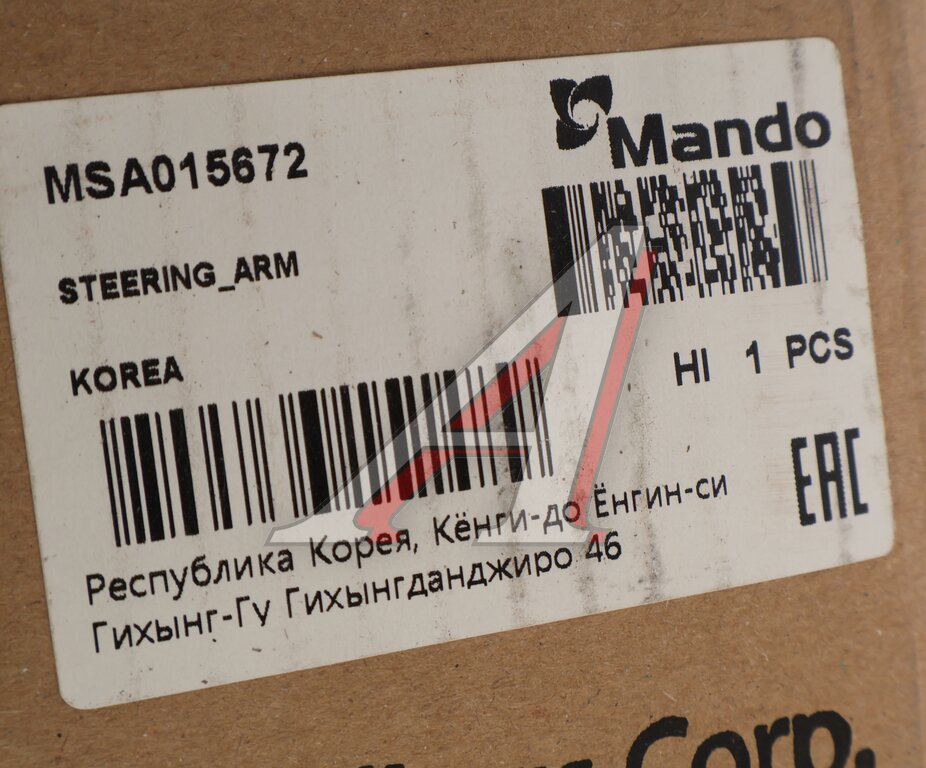 Mando
MSA015672
STEERING_ARM
KOREA
HI 1 PCS
EAC
Республика Корея, Кёнги-до Ёнгин-си
Гихынг-Гу Гихынгданджиро 46
Corp.